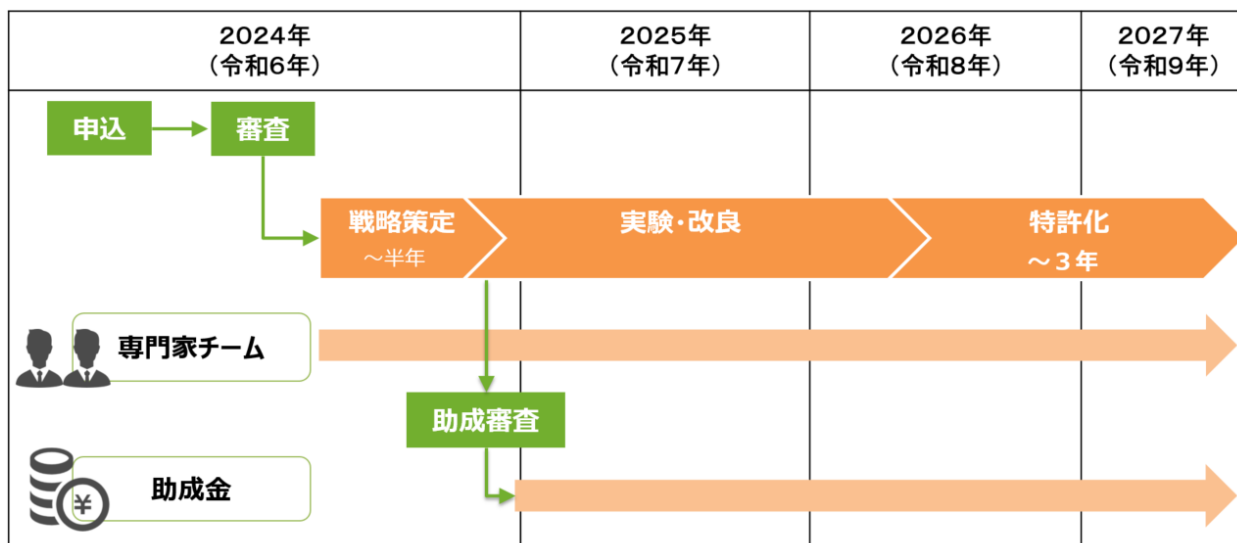 2024年
(令和6年)
2025年
(令和7年)
2026年
(令和8年)
2027年
(令和9年)
申込
審査
戦略策定
～半年
実験・改良
特許化
～３年
専門家チーム
助成審査
¥
助成金